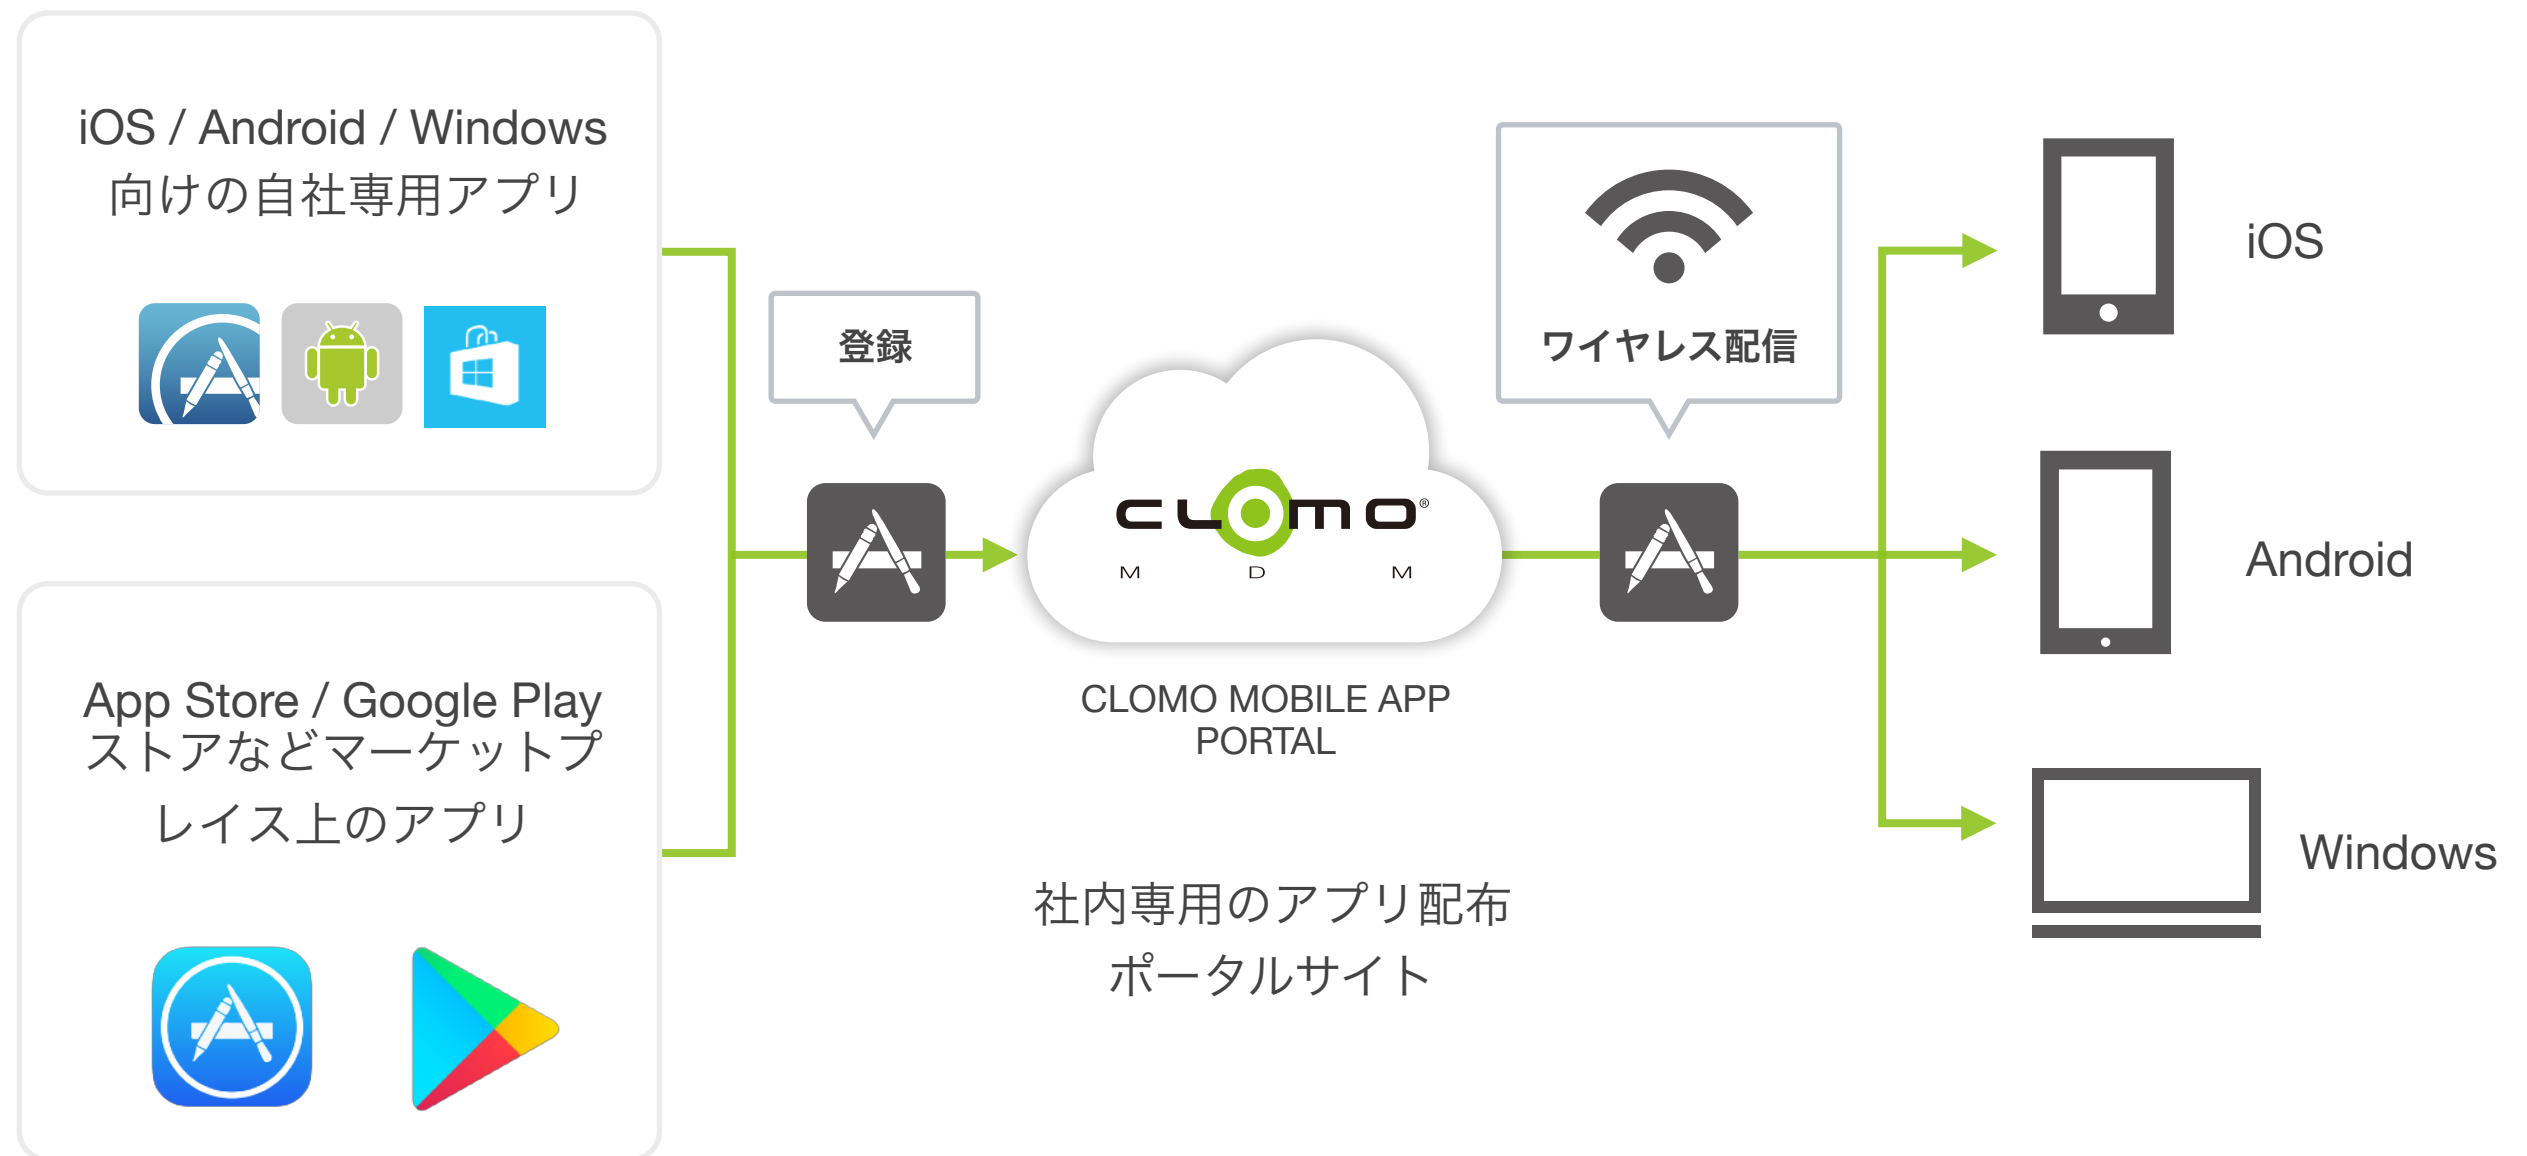 iOS / Android / Windows
向けの自社専用アプリ
App Store / Google Play
ストアなどマーケットプ
レイス上のアプリ
登録
CLOMO®
M D M
CLOMO MOBILE APP
PORTAL
社内専用のアプリ配布
ポータルサイト
ワイヤレス配信
iOS
Android
Windows